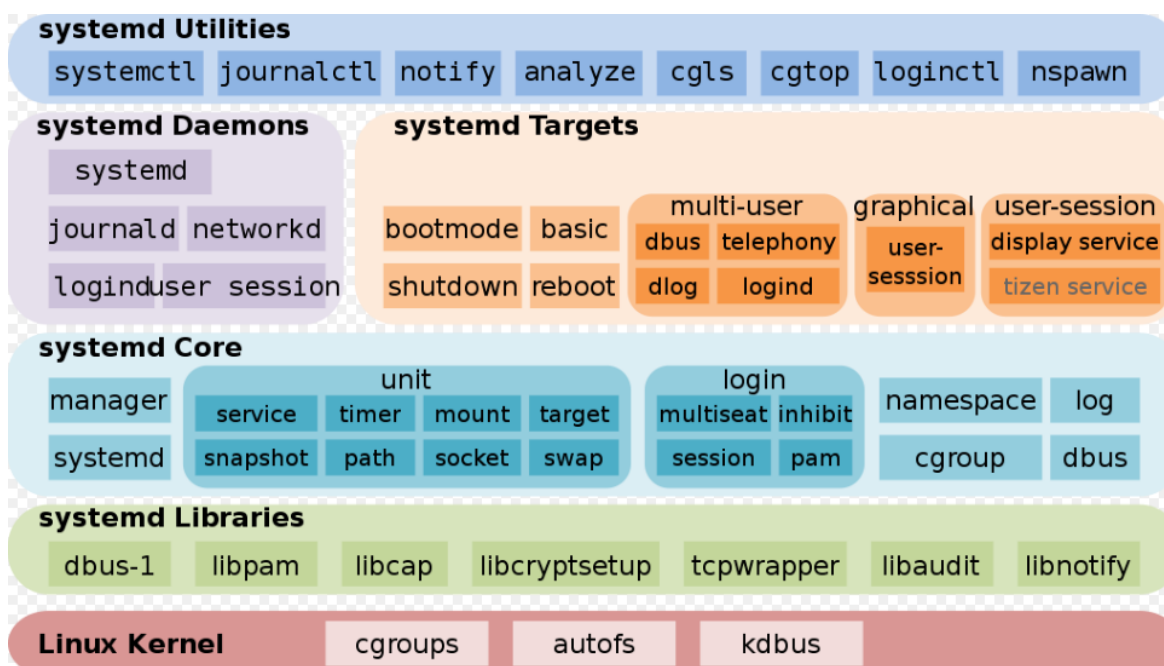 systemd Utilities
systemctl journalctl notify analyze cgls cgtop loginctl nspawn
systemd Daemons
systemd
journald networkd
logind user session
systemd Targets
bootmode basic
shutdown reboot
multi-user
dbus telephony
dlog logind
graphical
user-
sesssion
user-session
display service
tizen service
systemd Core
manager
systemd
unit
service timer mount target
snapshot path socket swap
login
multiseat inhibit
session pam
namespace log
cgroup dbus
systemd Libraries
dbus-1 libpam libcap libcryptsetup tcpwrapper libaudit libnotify
Linux Kernel cgroups autofs kdbus